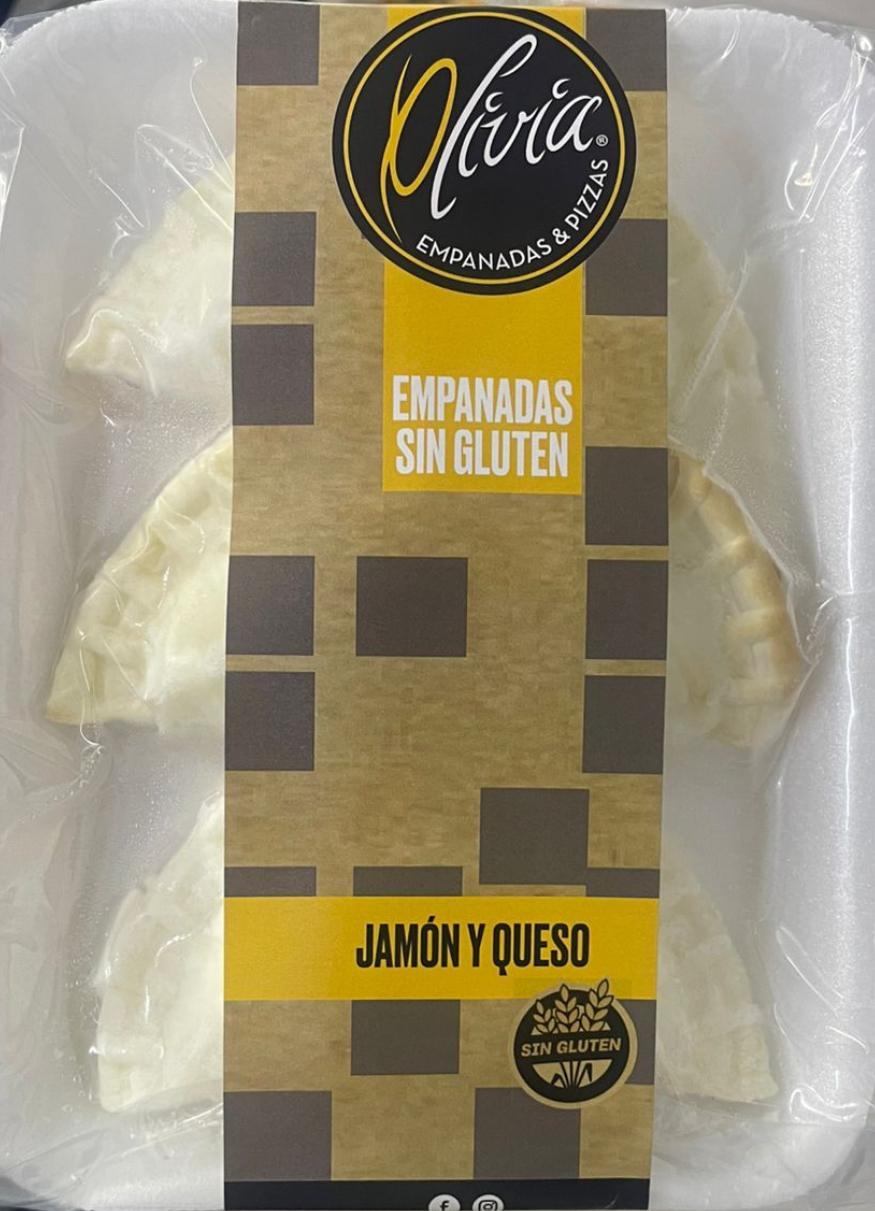 Olivia®
EMPANADAS & PIZZAS
EMPANADAS
SIN GLUTEN
JAMÓN Y QUESO
SIN GLUTEN